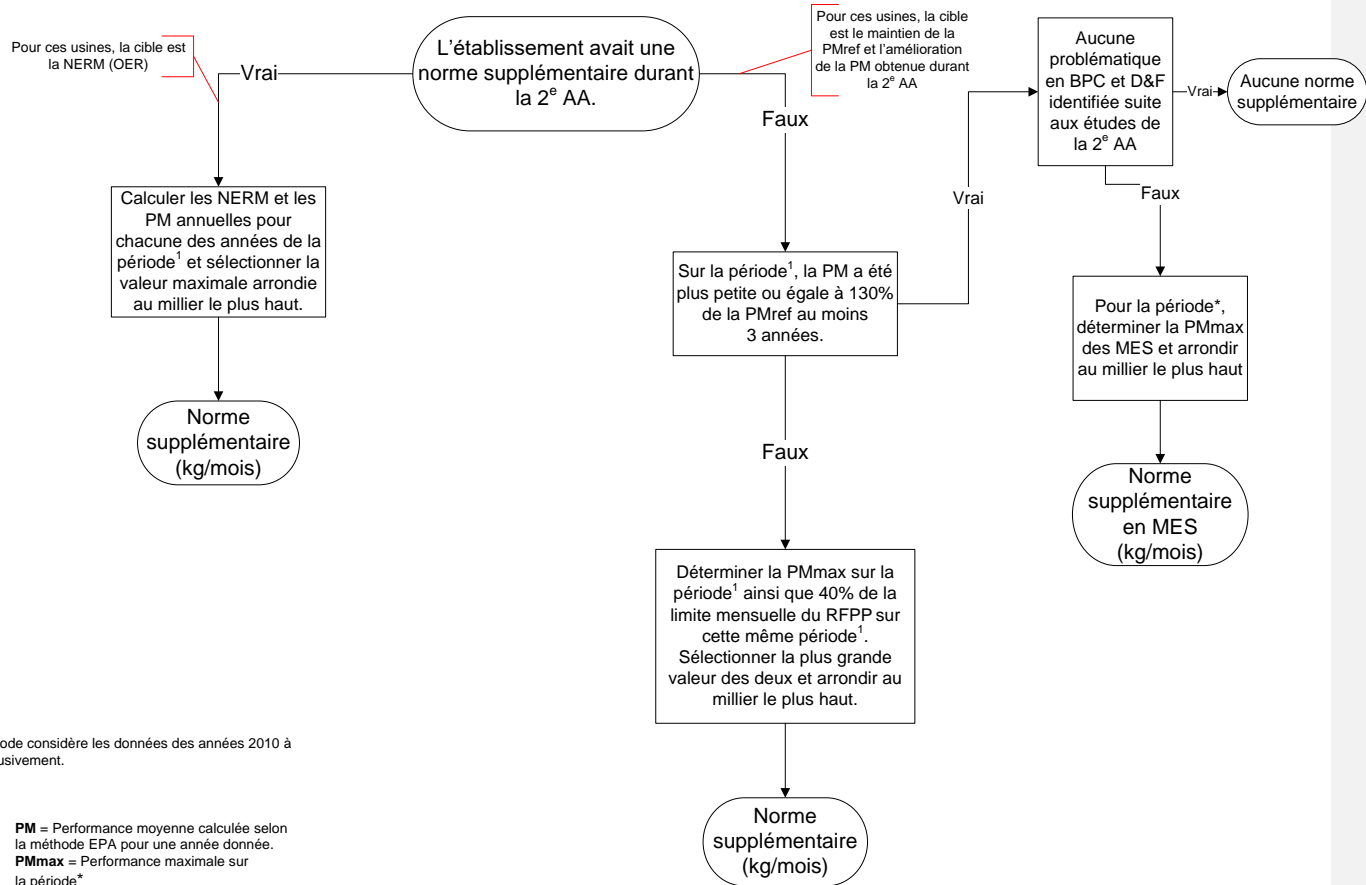 Pour ces usines, la cible est
la NERM (OER)
Vrai
L'établissement avait une
norme supplémentaire durant
la 2e AA.
Pour ces usines, la cible
est le maintien de la
PMref et l'amélioration
de la PM obtenue durant
la 2e AA
Faux
Aucune
problématique
en BPC et D&F
identifiée suite
aux études de
la 2e AA
Vrai
Aucune norme
supplémentaire
Calculer les NERM et les
PM annuelles pour
chacune des années de la
période1 et sélectionner la
valeur maximale arrondie
au millier le plus haut.
Vrai
Faux
Sur la période1, la PM a été
plus petite ou égale à 130%
de la PMref au moins
3 années.
Pour la période*,
déterminer la PMmax
des MES et arrondir
au millier le plus haut
Norme
supplémentaire
(kg/mois)
Faux
Norme
supplémentaire
en MES
(kg/mois)
Déterminer la PMmax sur la
période1 ainsi que 40% de la
limite mensuelle du RFPP sur
cette même période1.
Sélectionner la plus grande
valeur des deux et arrondir au
millier le plus haut.
ode considère les données des années 2010 à
usivement.
Norme
supplémentaire
(kg/mois)
PM = Performance moyenne calculée selon
la méthode EPA pour une année donnée.
PMmax = Performance maximale sur
la période*